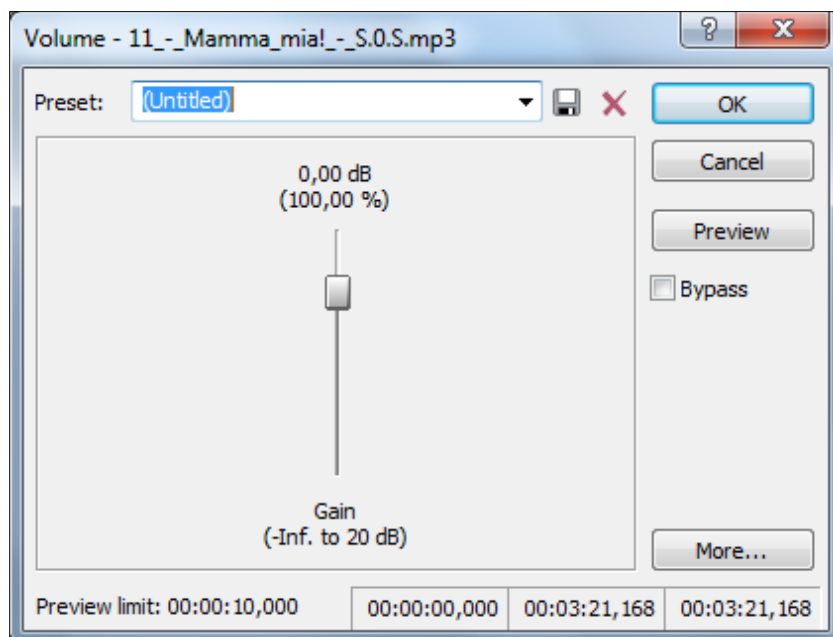 Volume - 11_-_Mamma_mia!_-_S.0.S.mp3
Preset: (Untitled)
OK
Cancel
Preview
Bypass
0,00 dB
(100,00 %)
Gain
(-Inf. to 20 dB)
More...
Preview limit: 00:00:10,000 00:00:00,000 00:03:21,168 00:03:21,168